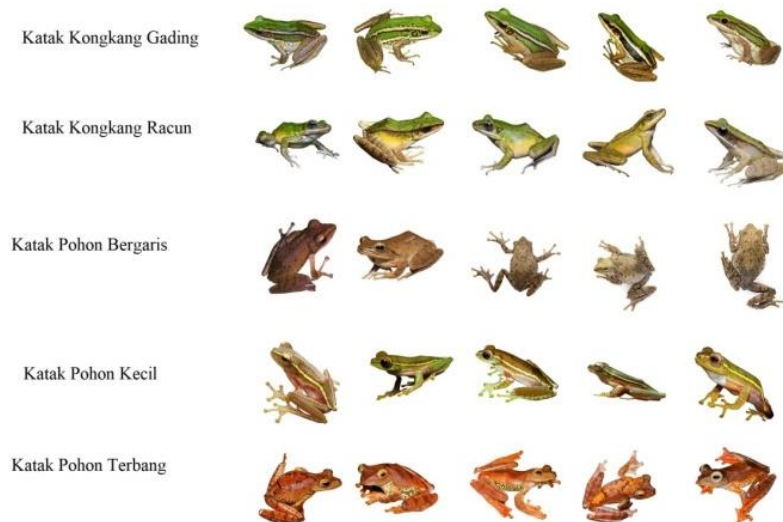 Katak Kongkang Gading
Katak Kongkang Racun
Katak Pohon Bergaris
Katak Pohon Kecil
Katak Pohon Terbang